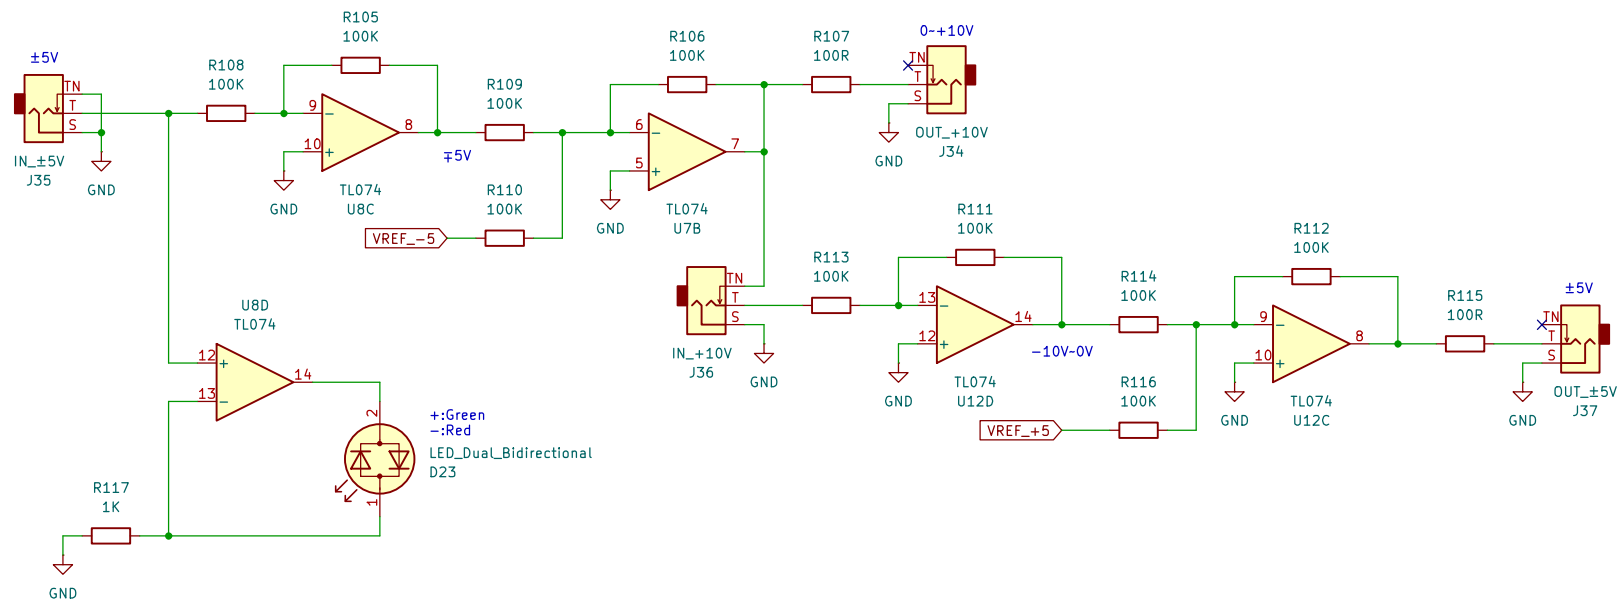 ±5V
TN
T
S
IN_±5V
J35
GND
R108
100K
R105
100K
9
10
8
GND
TL074
U8C
∓5V
R109
100K
R110
100K
VREF_-5
R106
100K
6
5
7
GND
TL074
U7B
R107
100R
0~+10V
TN
T
S
OUT_+10V
J34
GND
TN
T
S
IN_+10V
J36
GND
R113
100K
R111
100K
13
12
14
GND
TL074
U12D
-10V~0V
R114
100K
R116
100K
VREF_+5
R112
100K
9
10
8
GND
TL074
U12C
R115
100R
±5V
TN
T
S
OUT_±5V
J37
GND
U8D
TL074
12
13
14
2
+:Green
-:Red
LED_Dual_Bidirectional
D23
1
R117
1K
GND